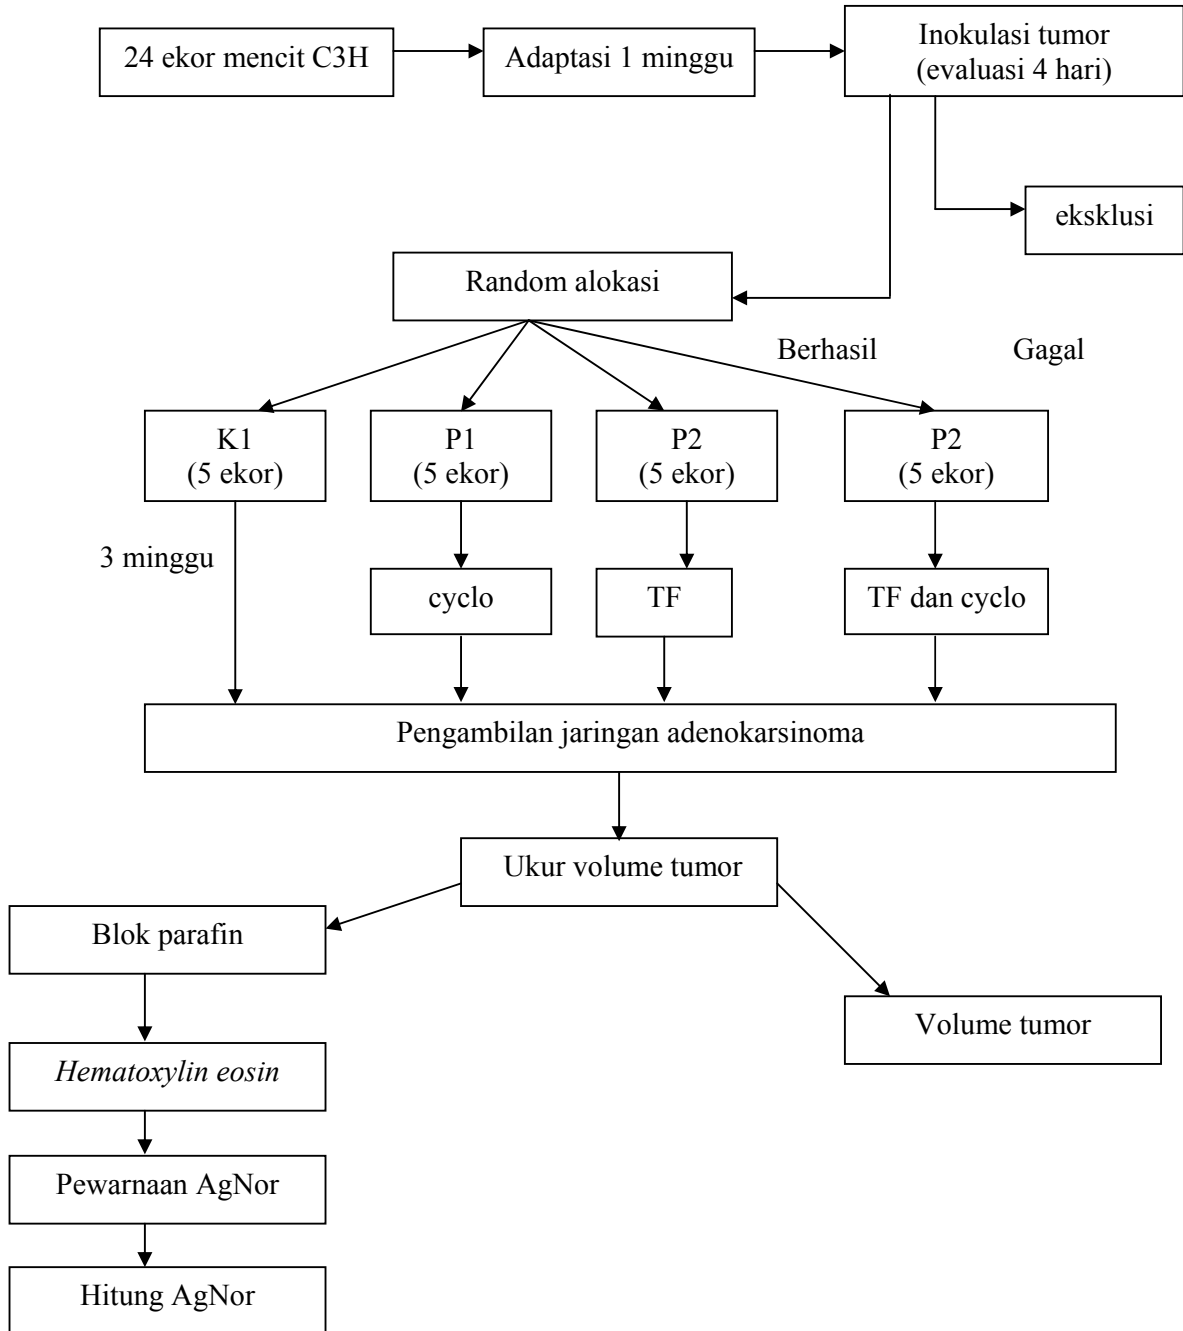 24 ekor mencit C3H
Adaptasi 1 minggu
Inokulasi tumor
(evaluasi 4 hari)
eksklusi
Random alokasi
Berhasil
Gagal
K1
(5 ekor)
P1
(5 ekor)
P2
(5 ekor)
P2
(5 ekor)
3 minggu
cyclo
TF
TF dan cyclo
Pengambilan jaringan adenokarsinoma
Ukur volume tumor
Blok parafin
Volume tumor
Hematoxylin eosin
Pewarnaan AgNor
Hitung AgNor